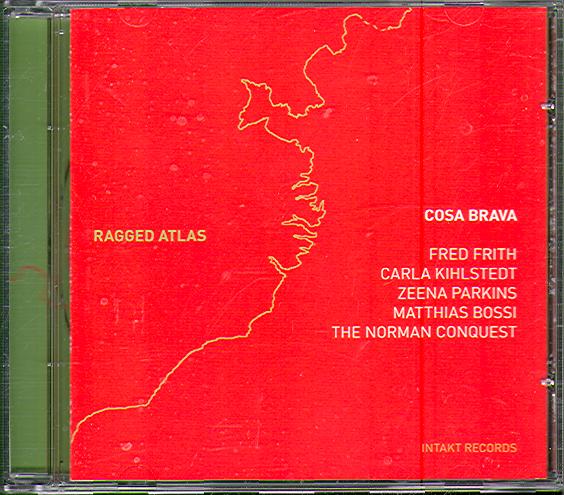 RAGGED ATLAS
COSA BRAVA
FRED FRITH
CARLA KIHLSTEDT
ZEENA PARKINS
MATTHIAS BOSSI
THE NORMAN CONQUEST
INTAKT RECORDS